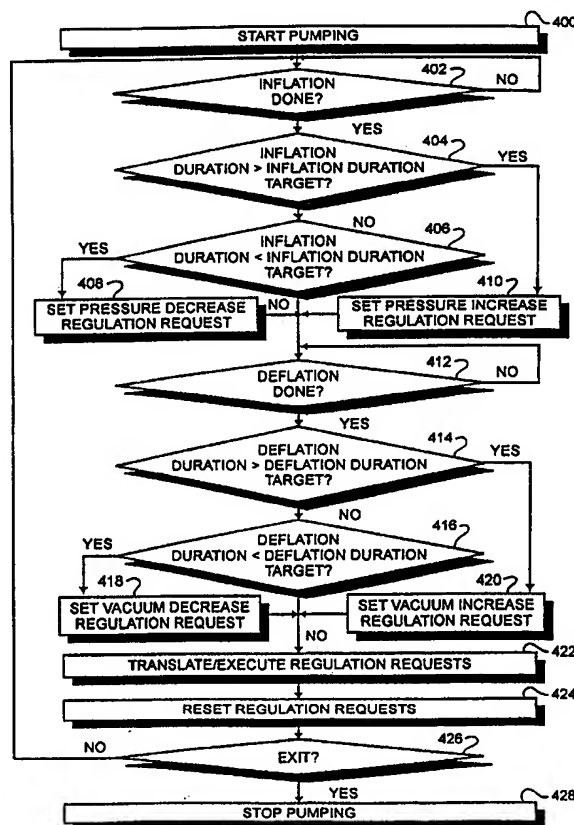 400
START PUMPING
402
NO
INFLATION
DONE?
YES
404
INFLATION
DURATION > INFLATION DURATION
TARGET?
YES
NO
406
YES
INFLATION
DURATION < INFLATION DURATION
TARGET?
408
410
SET PRESSURE DECREASE
REGULATION REQUEST
NO
SET PRESSURE INCREASE
REGULATION REQUEST
412
DEFLATION
DONE?
NO
YES
414
DEFLATION
DURATION > DEFLATION DURATION
TARGET?
YES
NO
416
YES
DEFLATION
DURATION < DEFLATION DURATION
TARGET?
418
420
SET VACUUM DECREASE
REGULATION REQUEST
SET VACUUM INCREASE
REGULATION REQUEST
NO
422
TRANSLATE/EXECUTE REGULATION REQUESTS
424
RESET REGULATION REQUESTS
426
NO
EXIT?
YES
428
STOP PUMPING